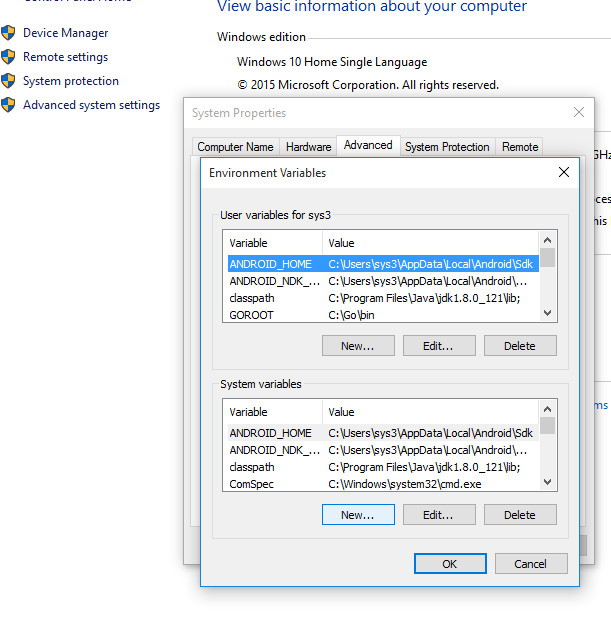 View basic information about your computer
Device Manager
Windows edition
Remote settings
Windows 10 Home Single Language
System protection
© 2015 Microsoft Corporation. All rights reserved.
Advanced system settings
System Properties
Computer Name Hardware Advanced System Protection Remote
Environment Variables
User variables for sys3
Variable Value
ANDROID_HOME C:\Users\sys3\AppData\Local\Android\Sdk
ANDROID_NDK_... C:\Users\sys3\AppData\Local\Android\...
classpath C:\Program Files\Java\jdk1.8.0_121\lib;
GOROOT C:\Go\bin
New... Edit... Delete
System variables
Variable Value
ANDROID_HOME C:\Users\sys3\AppData\Local\Android\Sdk
ANDROID_NDK_... C:\Users\sys3\AppData\Local\Android\...
classpath C:\Program Files\Java\jdk1.8.0_121\lib;
ComSpec C:\Windows\system32\cmd.exe
New... Edit... Delete
OK Cancel